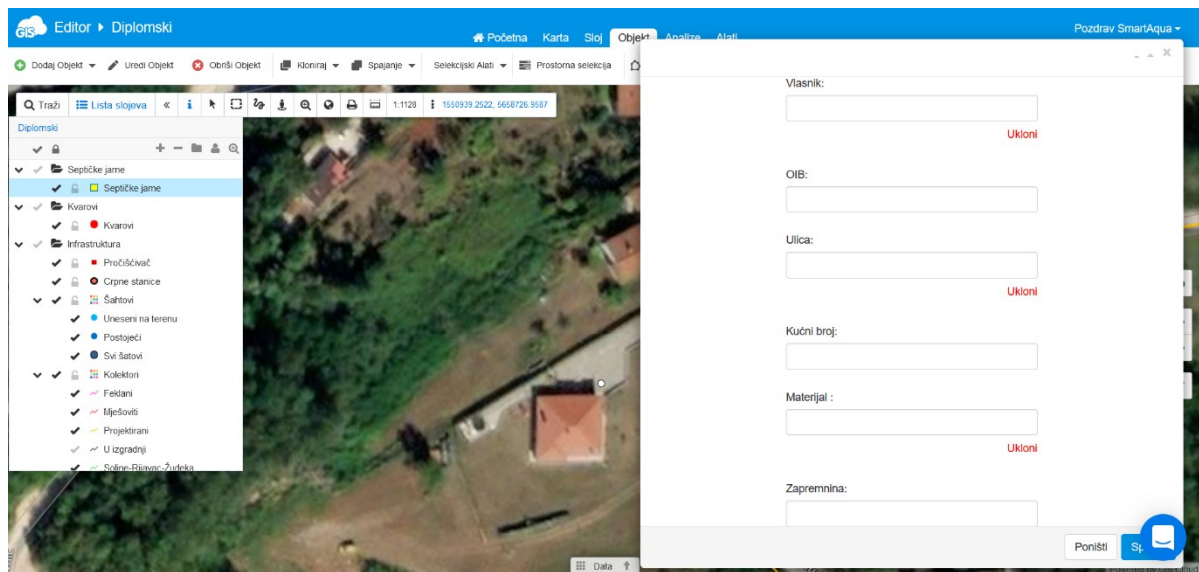 GIS
Editor Diplomski
Početna Karta Sloj Objekt Analize Alati
Pozdrav SmartAqua
Dodaj Objekt Uredi Objekt Obriši Objekt Kloniraj Spajanje Selekcijski Alati Prostorna selekcija
Traži Lista slojeva 1:1128 1550939.2522, 5658726.9587
Diplomski
Septičke jame
Septičke jame
Kvarovi
Kvarovi
Infrastruktura
Pročišćivač
Crpne stanice
Šahtovi
Uneseni na terenu
Postojeći
Svi šatovi
Kolektori
Feklani
Mješoviti
Projektirani
U izgradnji
Soline-Rijavac-Žudeka
Vlasnik:
Ukloni
OIB:
Ulica:
Ukloni
Kućni broj:
Materijal :
Ukloni
Zapremnina:
Poništi
Data